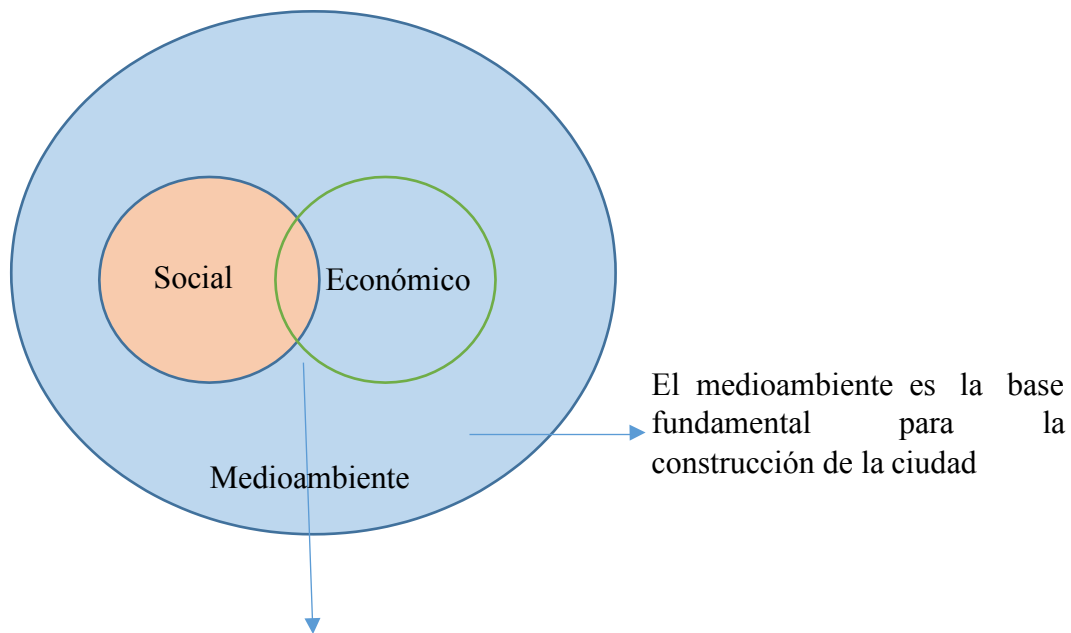 Social
Económico
El medioambiente es la base
fundamental para la
construcción de la ciudad
Medioambiente